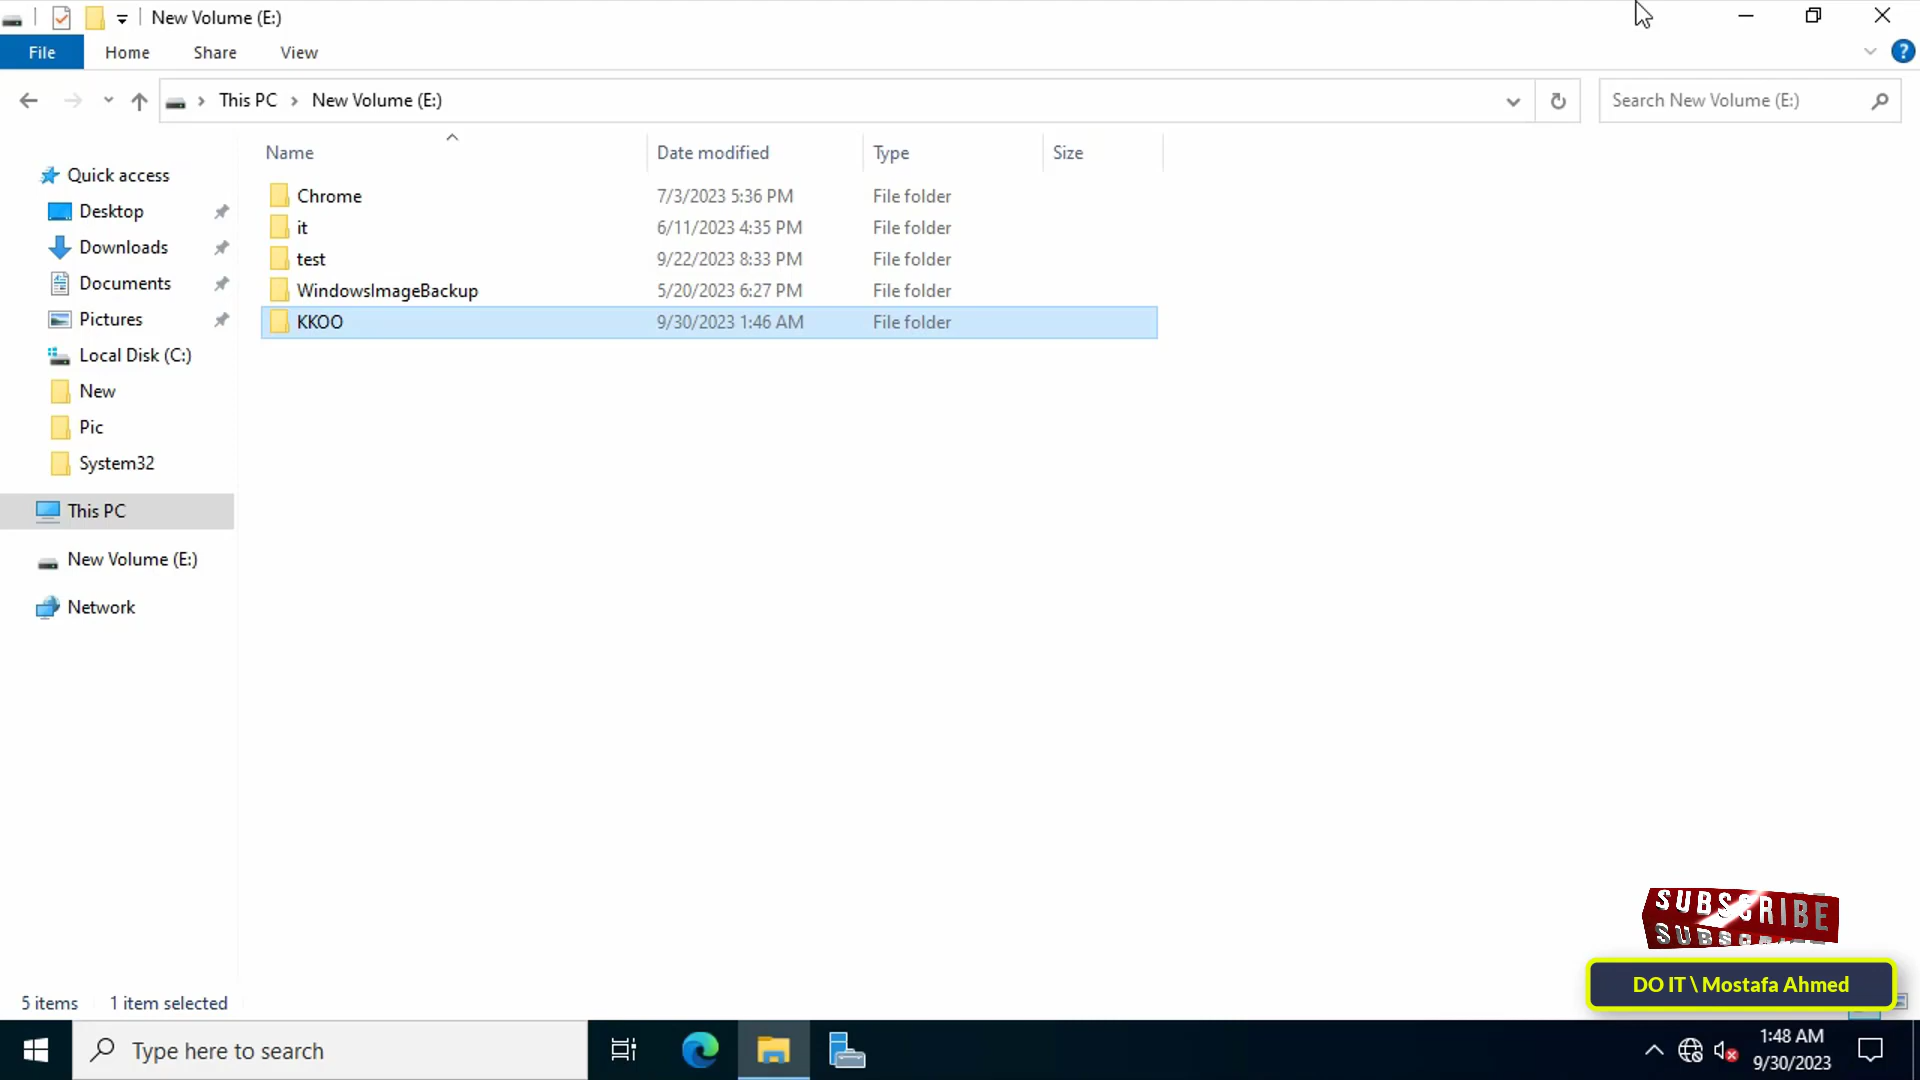 New Volume (E:)
File Home Share View
This PC New Volume (E:) Search New Volume (E:)
Name Date modified Type Size
Chrome 7/3/2023 5:36 PM File folder
it 6/11/2023 4:35 PM File folder
test 9/22/2023 8:33 PM File folder
WindowsImageBackup 5/20/2023 6:27 PM File folder
KKOO 9/30/2023 1:46 AM File folder
Quick access
Desktop
Downloads
Documents
Pictures
Local Disk (C:)
New
Pic
System32
This PC
New Volume (E:)
Network
SUBSCRIBE
DO IT \ Mostafa Ahmed
5 items 1 item selected
Type here to search
1:48 AM
9/30/2023